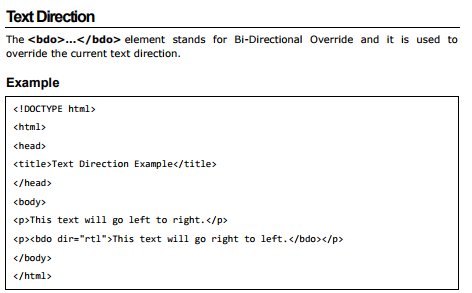 Text Direction
The <bdo>...</bdo> element stands for Bi-Directional Override and it is used to
override the current text direction.
Example
<!DOCTYPE html>
<html>
<head>
<title>Text Direction Example</title>
</head>
<body>
<p>This text will go left to right.</p>
<p><bdo dir="rtl">This text will go right to left.</bdo></p>
</body>
</html>